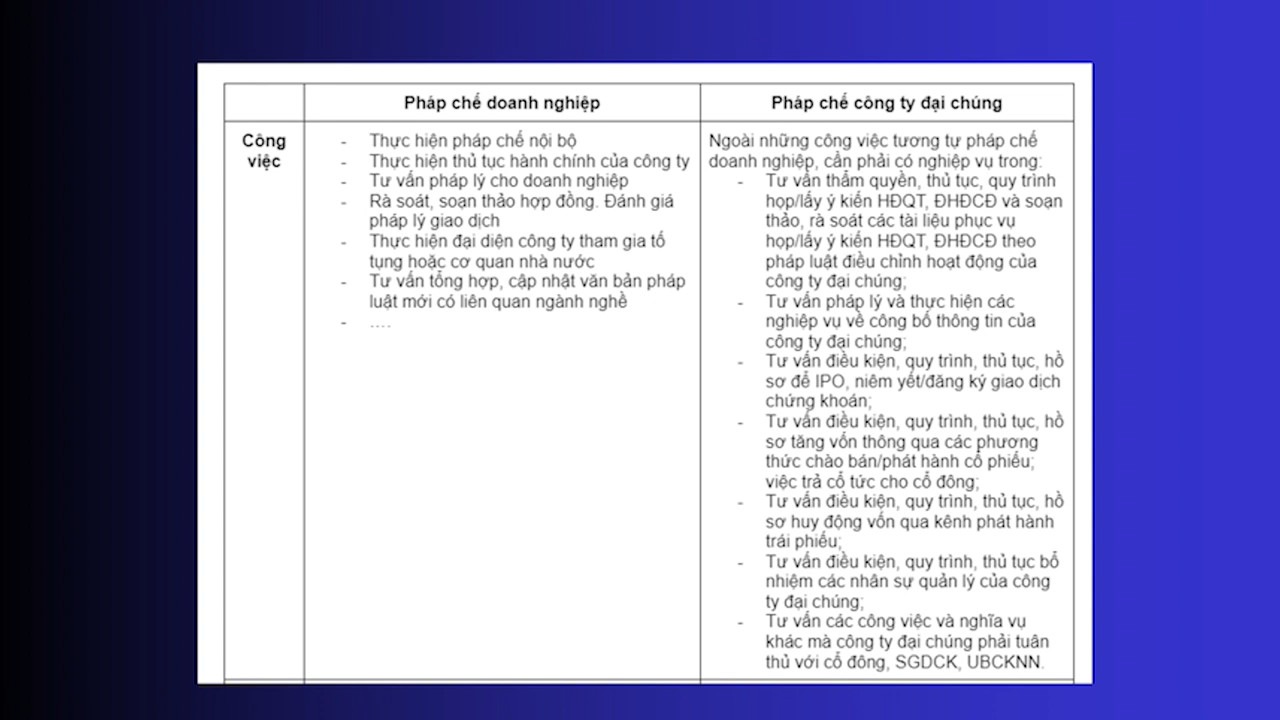 Pháp chế doanh nghiệp
Pháp chế công ty đại chúng
Công
việc
- Thực hiện pháp chế nội bộ
- Thực hiện thủ tục hành chính của công ty
- Tư vấn pháp lý cho doanh nghiệp
- Rà soát, soạn thảo hợp đồng. Đánh giá
pháp lý giao dịch
- Thực hiện đại diện công ty tham gia tố
tụng hoặc cơ quan nhà nước
- Tư vấn tổng hợp, cập nhật văn bản pháp
luật mới có liên quan ngành nghề
- ....
Ngoài những công việc tương tự pháp chế
doanh nghiệp, cần phải có nghiệp vụ trong:
- Tư vấn thẩm quyền, thủ tục, quy trình
họp/lấy ý kiến HĐQT, ĐHĐCĐ và soạn
thảo, rà soát các tài liệu phục vụ
họp/lấy ý kiến HĐQT, ĐHĐCĐ theo
pháp luật điều chỉnh hoạt động của
công ty đại chúng;
- Tư vấn pháp lý và thực hiện các
nghiệp vụ về công bố thông tin của
công ty đại chúng;
- Tư vấn điều kiện, quy trình, thủ tục, hồ
sơ để IPO, niêm yết/đăng ký giao dịch
chứng khoán;
- Tư vấn điều kiện, quy trình, thủ tục, hồ
sơ tăng vốn thông qua các phương
thức chào bán/phát hành cổ phiếu;
việc trả cổ tức cho cổ đông;
- Tư vấn điều kiện, quy trình, thủ tục, hồ
sơ huy động vốn qua kênh phát hành
trái phiếu;
- Tư vấn điều kiện, quy trình, thủ tục bổ
nhiệm các nhân sự quản lý của công
ty đại chúng;
- Tư vấn các công việc và nghĩa vụ
khác mà công ty đại chúng phải tuân
thủ với cổ đông, SGDCK, UBCKNN.